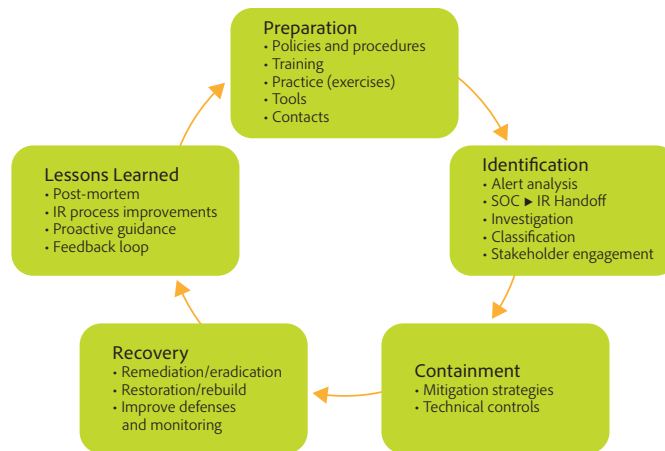 Preparation
• Policies and procedures
• Training
• Practice (exercises)
• Tools
• Contacts
Identification
• Alert analysis
• SOC ▶ IR Handoff
• Investigation
• Classification
• Stakeholder engagement
Containment
• Mitigation strategies
• Technical controls
Recovery
• Remediation/eradication
• Restoration/rebuild
• Improve defenses
and monitoring
Lessons Learned
• Post-mortem
• IR process improvements
• Proactive guidance
• Feedback loop